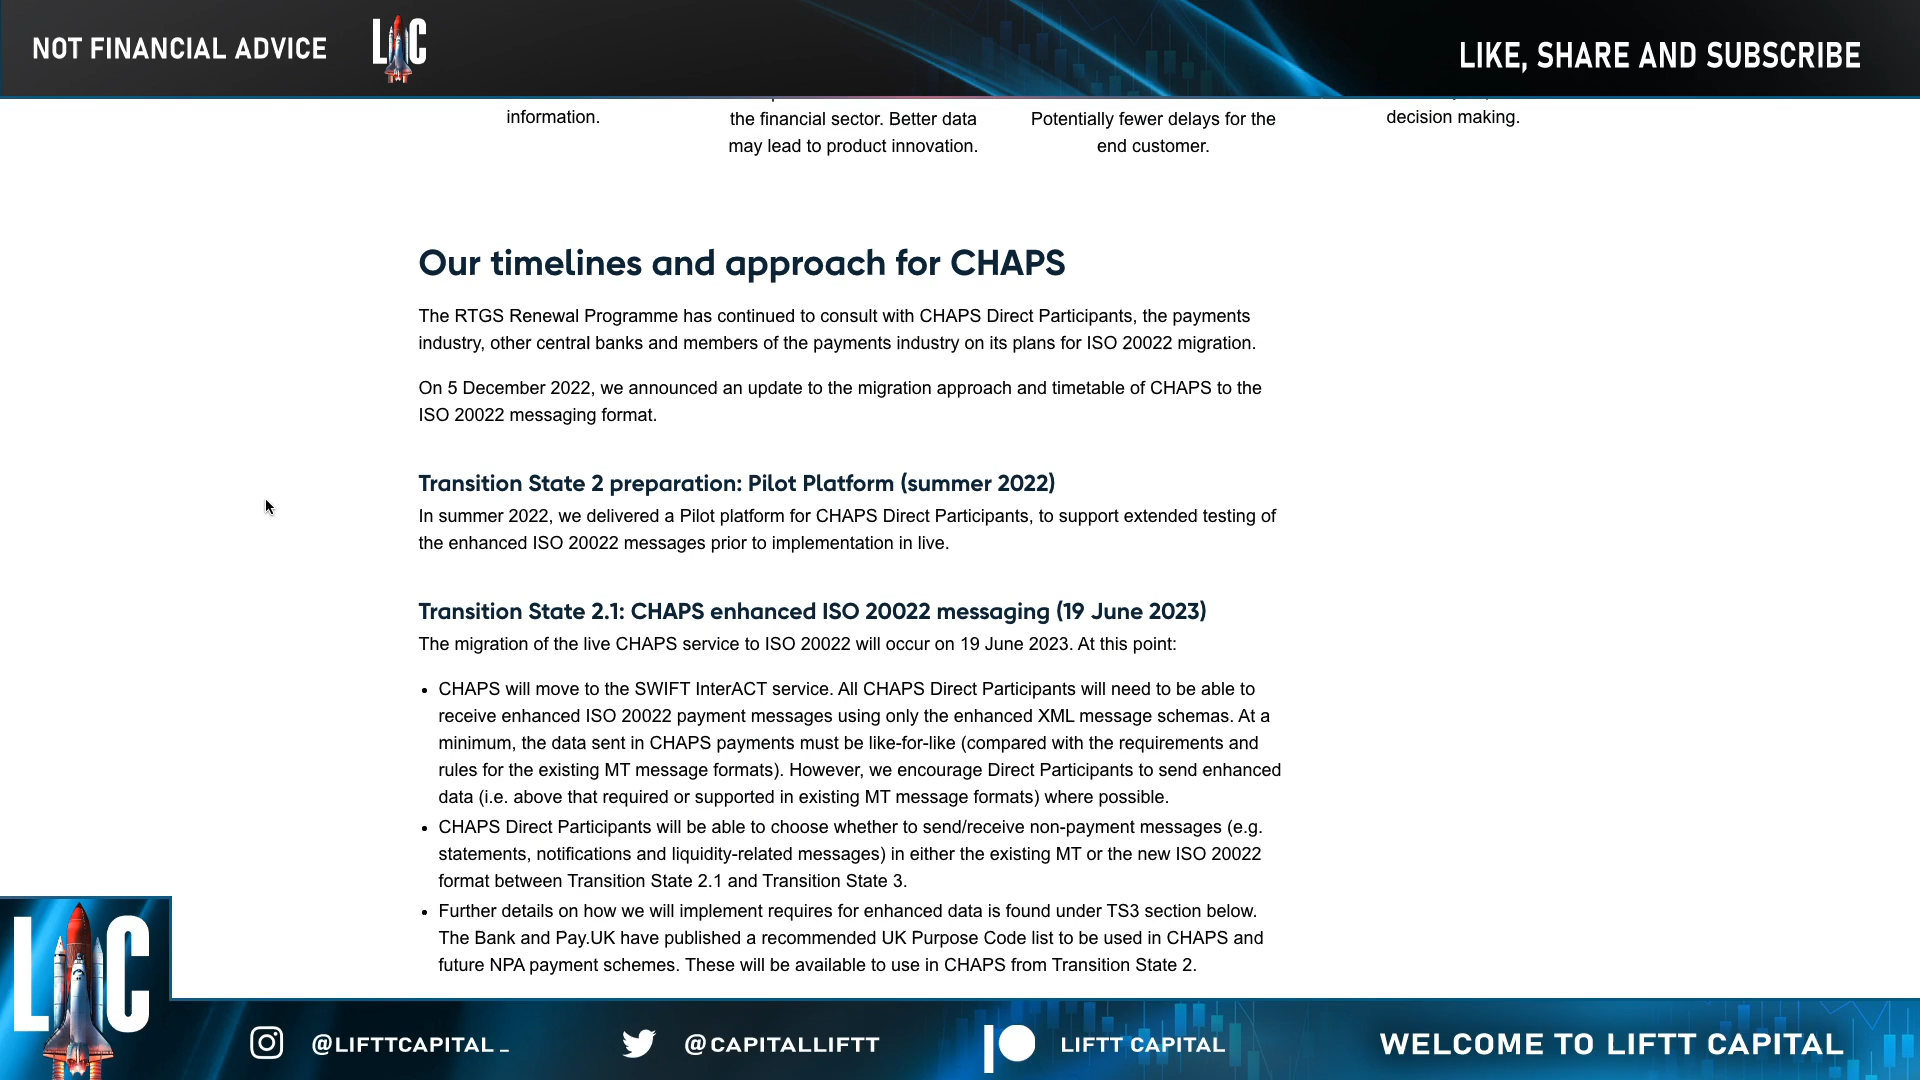 NOT FINANCIAL ADVICE
LC
LIKE, SHARE AND SUBSCRIBE
information.
the financial sector. Better data
may lead to product innovation.
Potentially fewer delays for the
end customer.
decision making.
Our timelines and approach for CHAPS
The RTGS Renewal Programme has continued to consult with CHAPS Direct Participants, the payments
industry, other central banks and members of the payments industry on its plans for ISO 20022 migration.
On 5 December 2022, we announced an update to the migration approach and timetable of CHAPS to the
ISO 20022 messaging format.
Transition State 2 preparation: Pilot Platform (summer 2022)
In summer 2022, we delivered a Pilot platform for CHAPS Direct Participants, to support extended testing of
the enhanced ISO 20022 messages prior to implementation in live.
Transition State 2.1: CHAPS enhanced ISO 20022 messaging (19 June 2023)
The migration of the live CHAPS service to ISO 20022 will occur on 19 June 2023. At this point:
• CHAPS will move to the SWIFT InterACT service. All CHAPS Direct Participants will need to be able to
receive enhanced ISO 20022 payment messages using only the enhanced XML message schemas. At a
minimum, the data sent in CHAPS payments must be like-for-like (compared with the requirements and
rules for the existing MT message formats). However, we encourage Direct Participants to send enhanced
data (i.e. above that required or supported in existing MT message formats) where possible.
• CHAPS Direct Participants will be able to choose whether to send/receive non-payment messages (e.g.
statements, notifications and liquidity-related messages) in either the existing MT or the new ISO 20022
format between Transition State 2.1 and Transition State 3.
• Further details on how we will implement requires for enhanced data is found under TS3 section below.
The Bank and Pay.UK have published a recommended UK Purpose Code list to be used in CHAPS and
future NPA payment schemes. These will be available to use in CHAPS from Transition State 2.
LC
@LIFTTCAPITAL_
@CAPITALLIFTT
LIFTT CAPITAL
WELCOME TO LIFTT CAPITAL